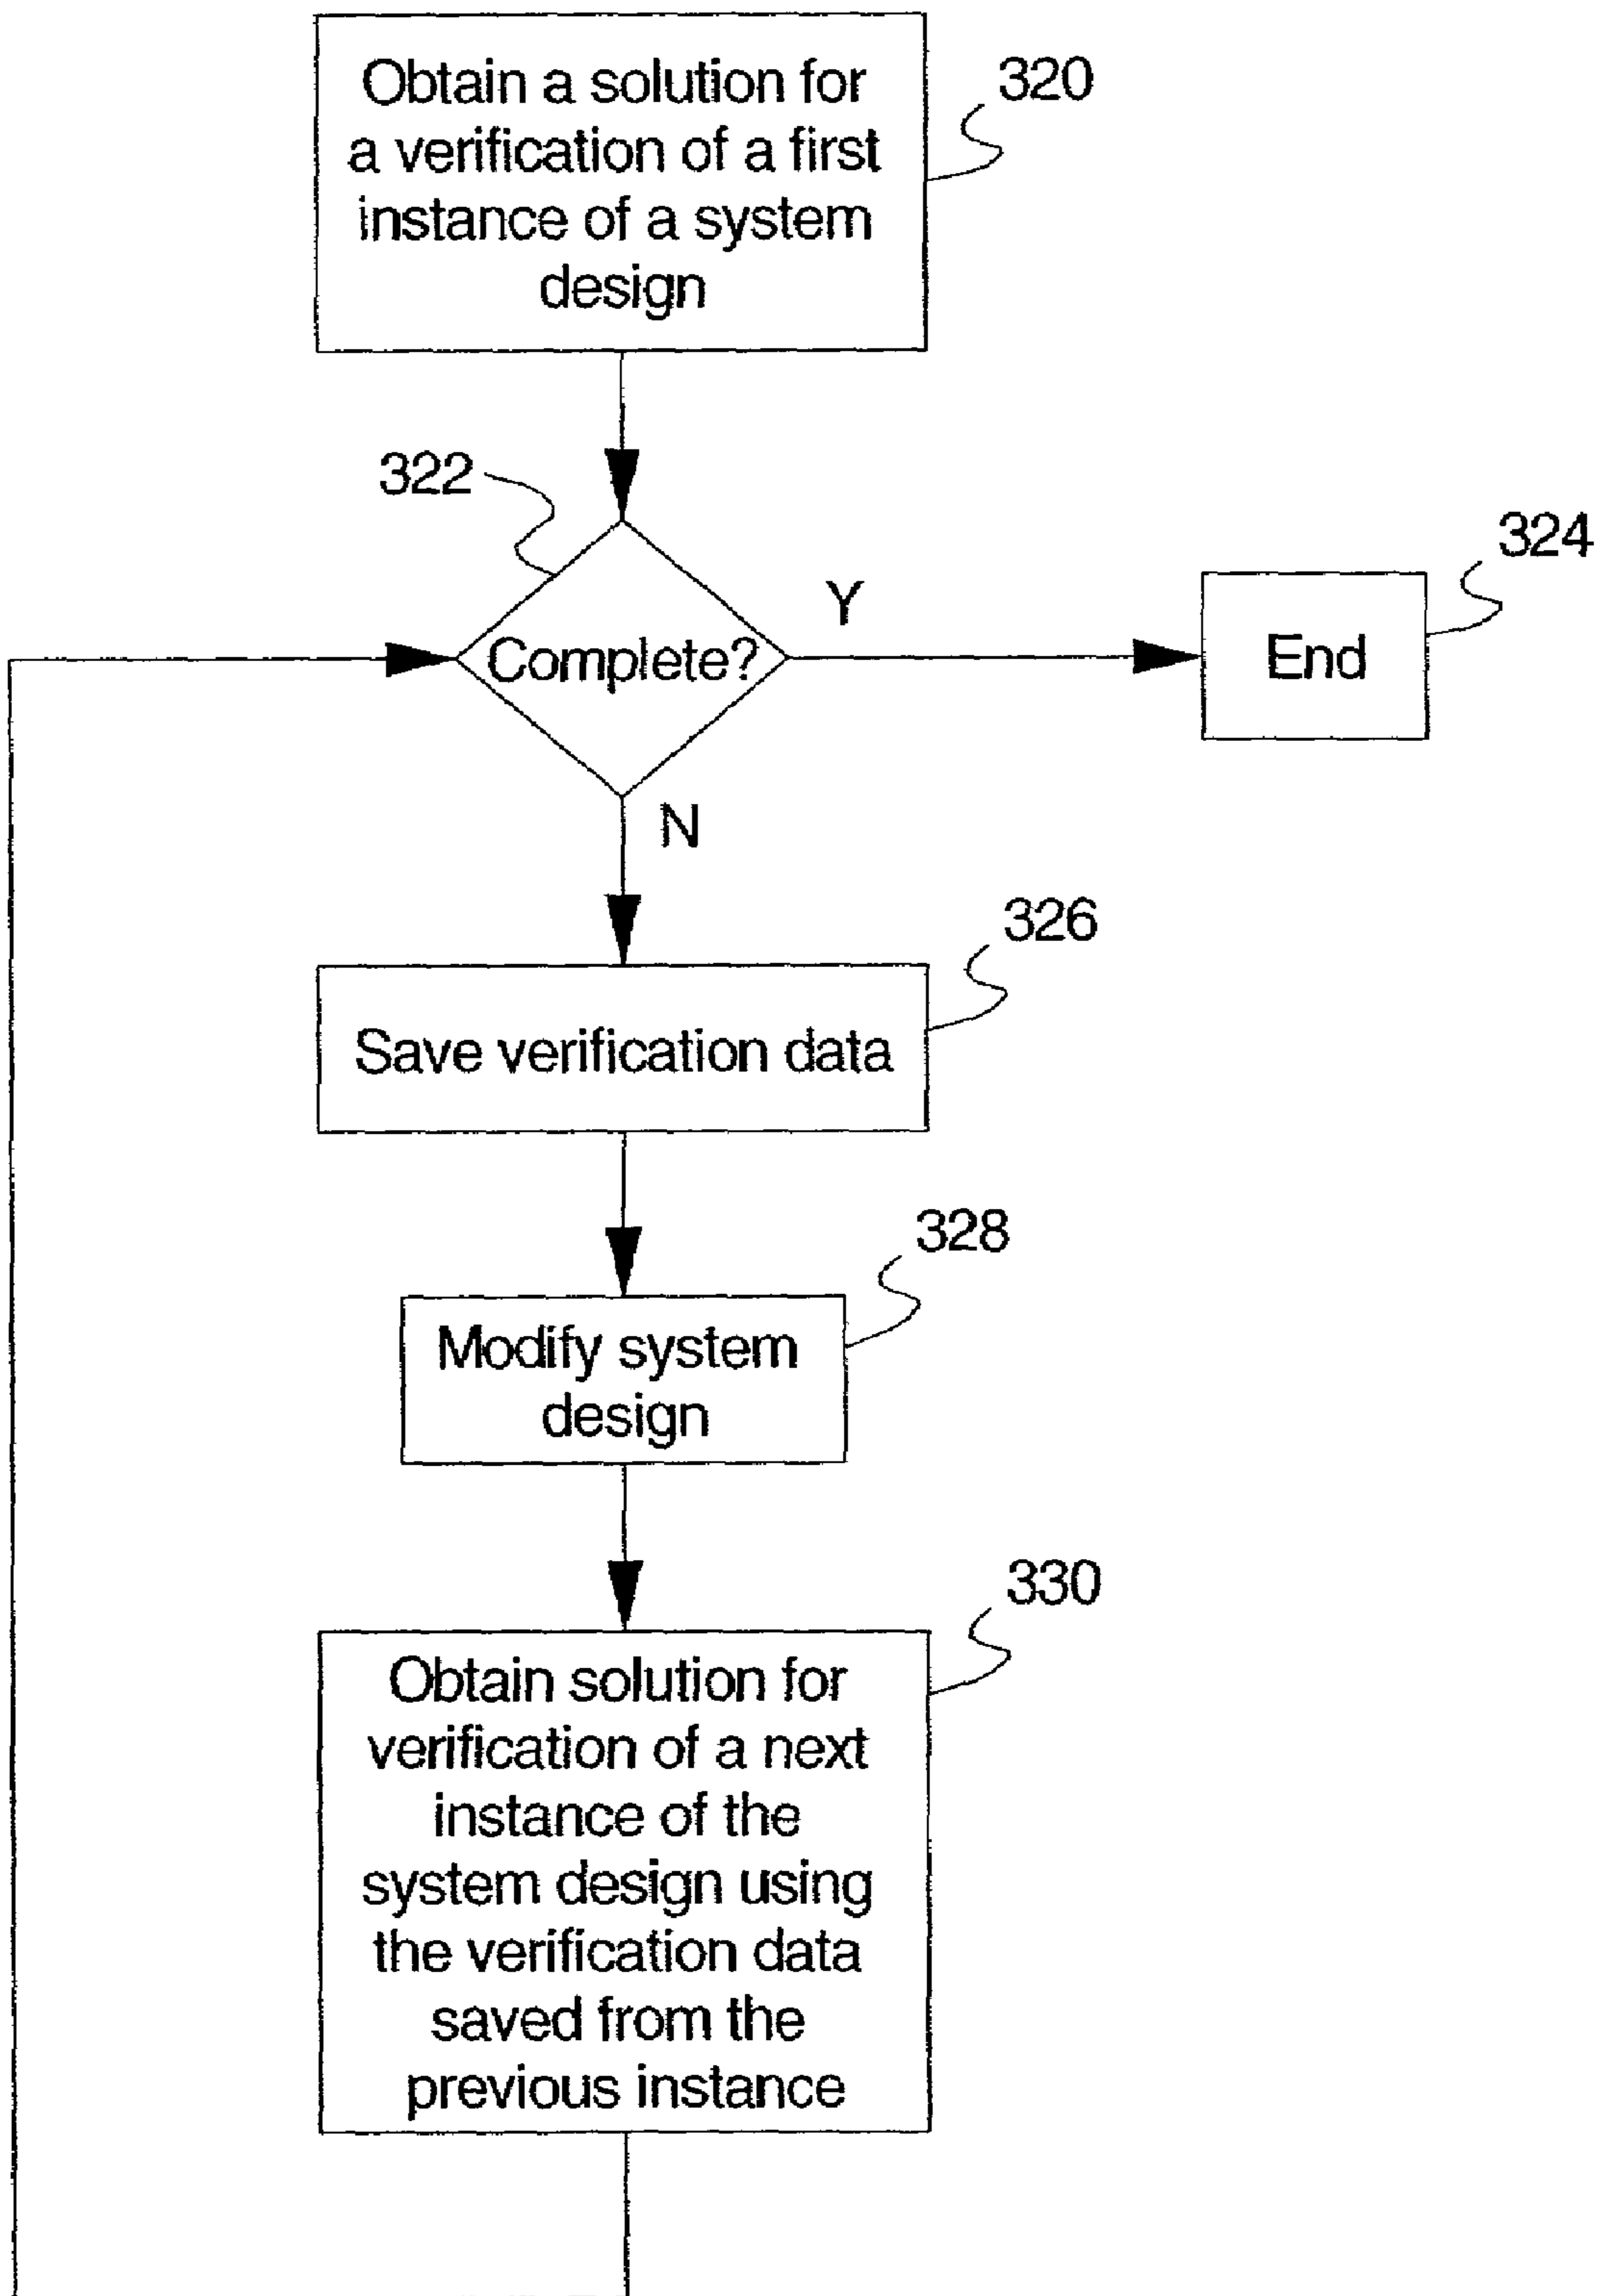 Obtain a solution for
a verification of a first
instance of a system
design
320
322
Complete?
Y
324
End
N
326
Save verification data
328
Modify system
design
330
Obtain solution for
verification of a next
instance of the
system design using
the verification data
saved from the
previous instance